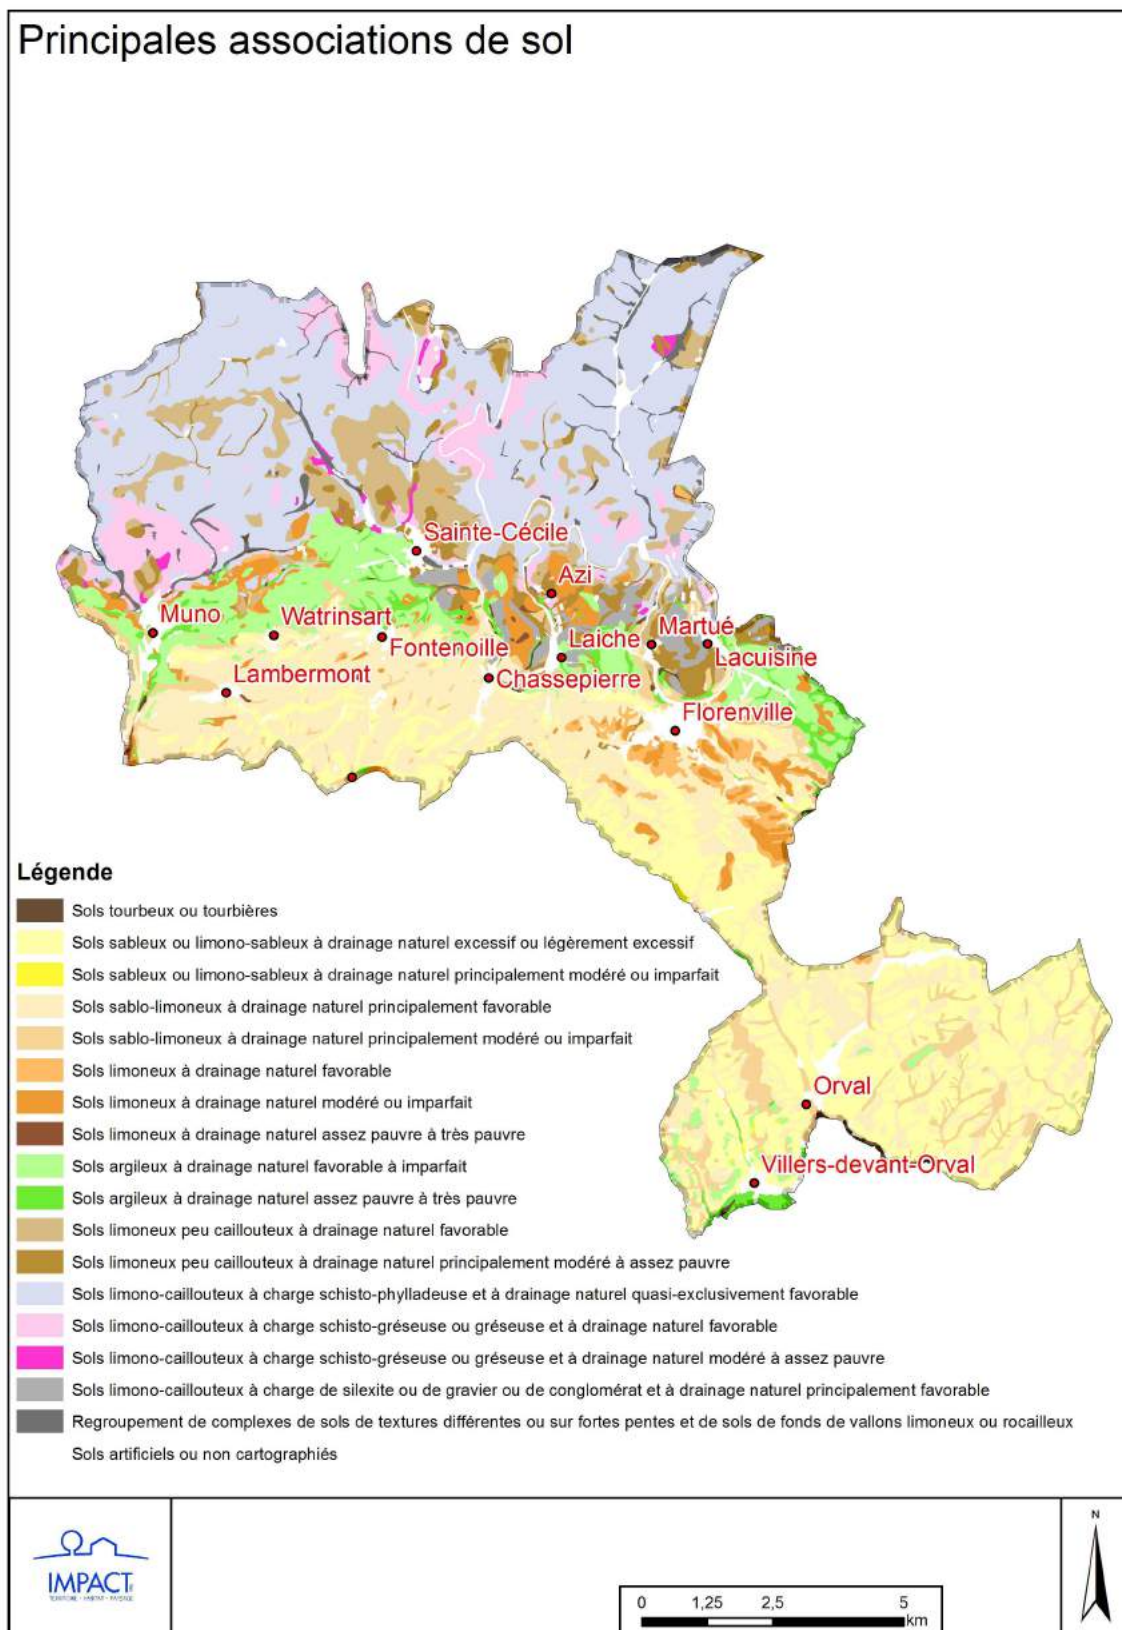 Principales associations de sol
Sainte-Cécile
Azi
Muno
Watrinsart
Laiche
Martué
Fontenoille
Lacuisine
Lambermont
Chassepierre
Florenville
Orval
Villers-devant-Orval
Légende
Sols tourbeux ou tourbières
Sols sableux ou limono-sableux à drainage naturel excessif ou légèrement excessif
Sols sableux ou limono-sableux à drainage naturel principalement modéré ou imparfait
Sols sablo-limoneux à drainage naturel principalement favorable
Sols sablo-limoneux à drainage naturel principalement modéré ou imparfait
Sols limoneux à drainage naturel favorable
Sols limoneux à drainage naturel modéré ou imparfait
Sols limoneux à drainage naturel assez pauvre à très pauvre
Sols argileux à drainage naturel favorable à imparfait
Sols argileux à drainage naturel assez pauvre à très pauvre
Sols limoneux peu caillouteux à drainage naturel favorable
Sols limoneux peu caillouteux à drainage naturel principalement modéré à assez pauvre
Sols limono-caillouteux à charge schisto-phylladeuse et à drainage naturel quasi-exclusivement favorable
Sols limono-caillouteux à charge schisto-gréseuse ou gréseuse et à drainage naturel favorable
Sols limono-caillouteux à charge schisto-gréseuse ou gréseuse et à drainage naturel modéré à assez pauvre
Sols limono-caillouteux à charge de silexite ou de gravier ou de conglomérat et à drainage naturel principalement favorable
Regroupement de complexes de sols de textures différentes ou sur fortes pentes et de sols de fonds de vallons limoneux ou rocailleux
Sols artificiels ou non cartographiés
IMPACT
TERRITOIRE - HABITAT - PAYSAGE
0 1,25 2,5 5
km
N